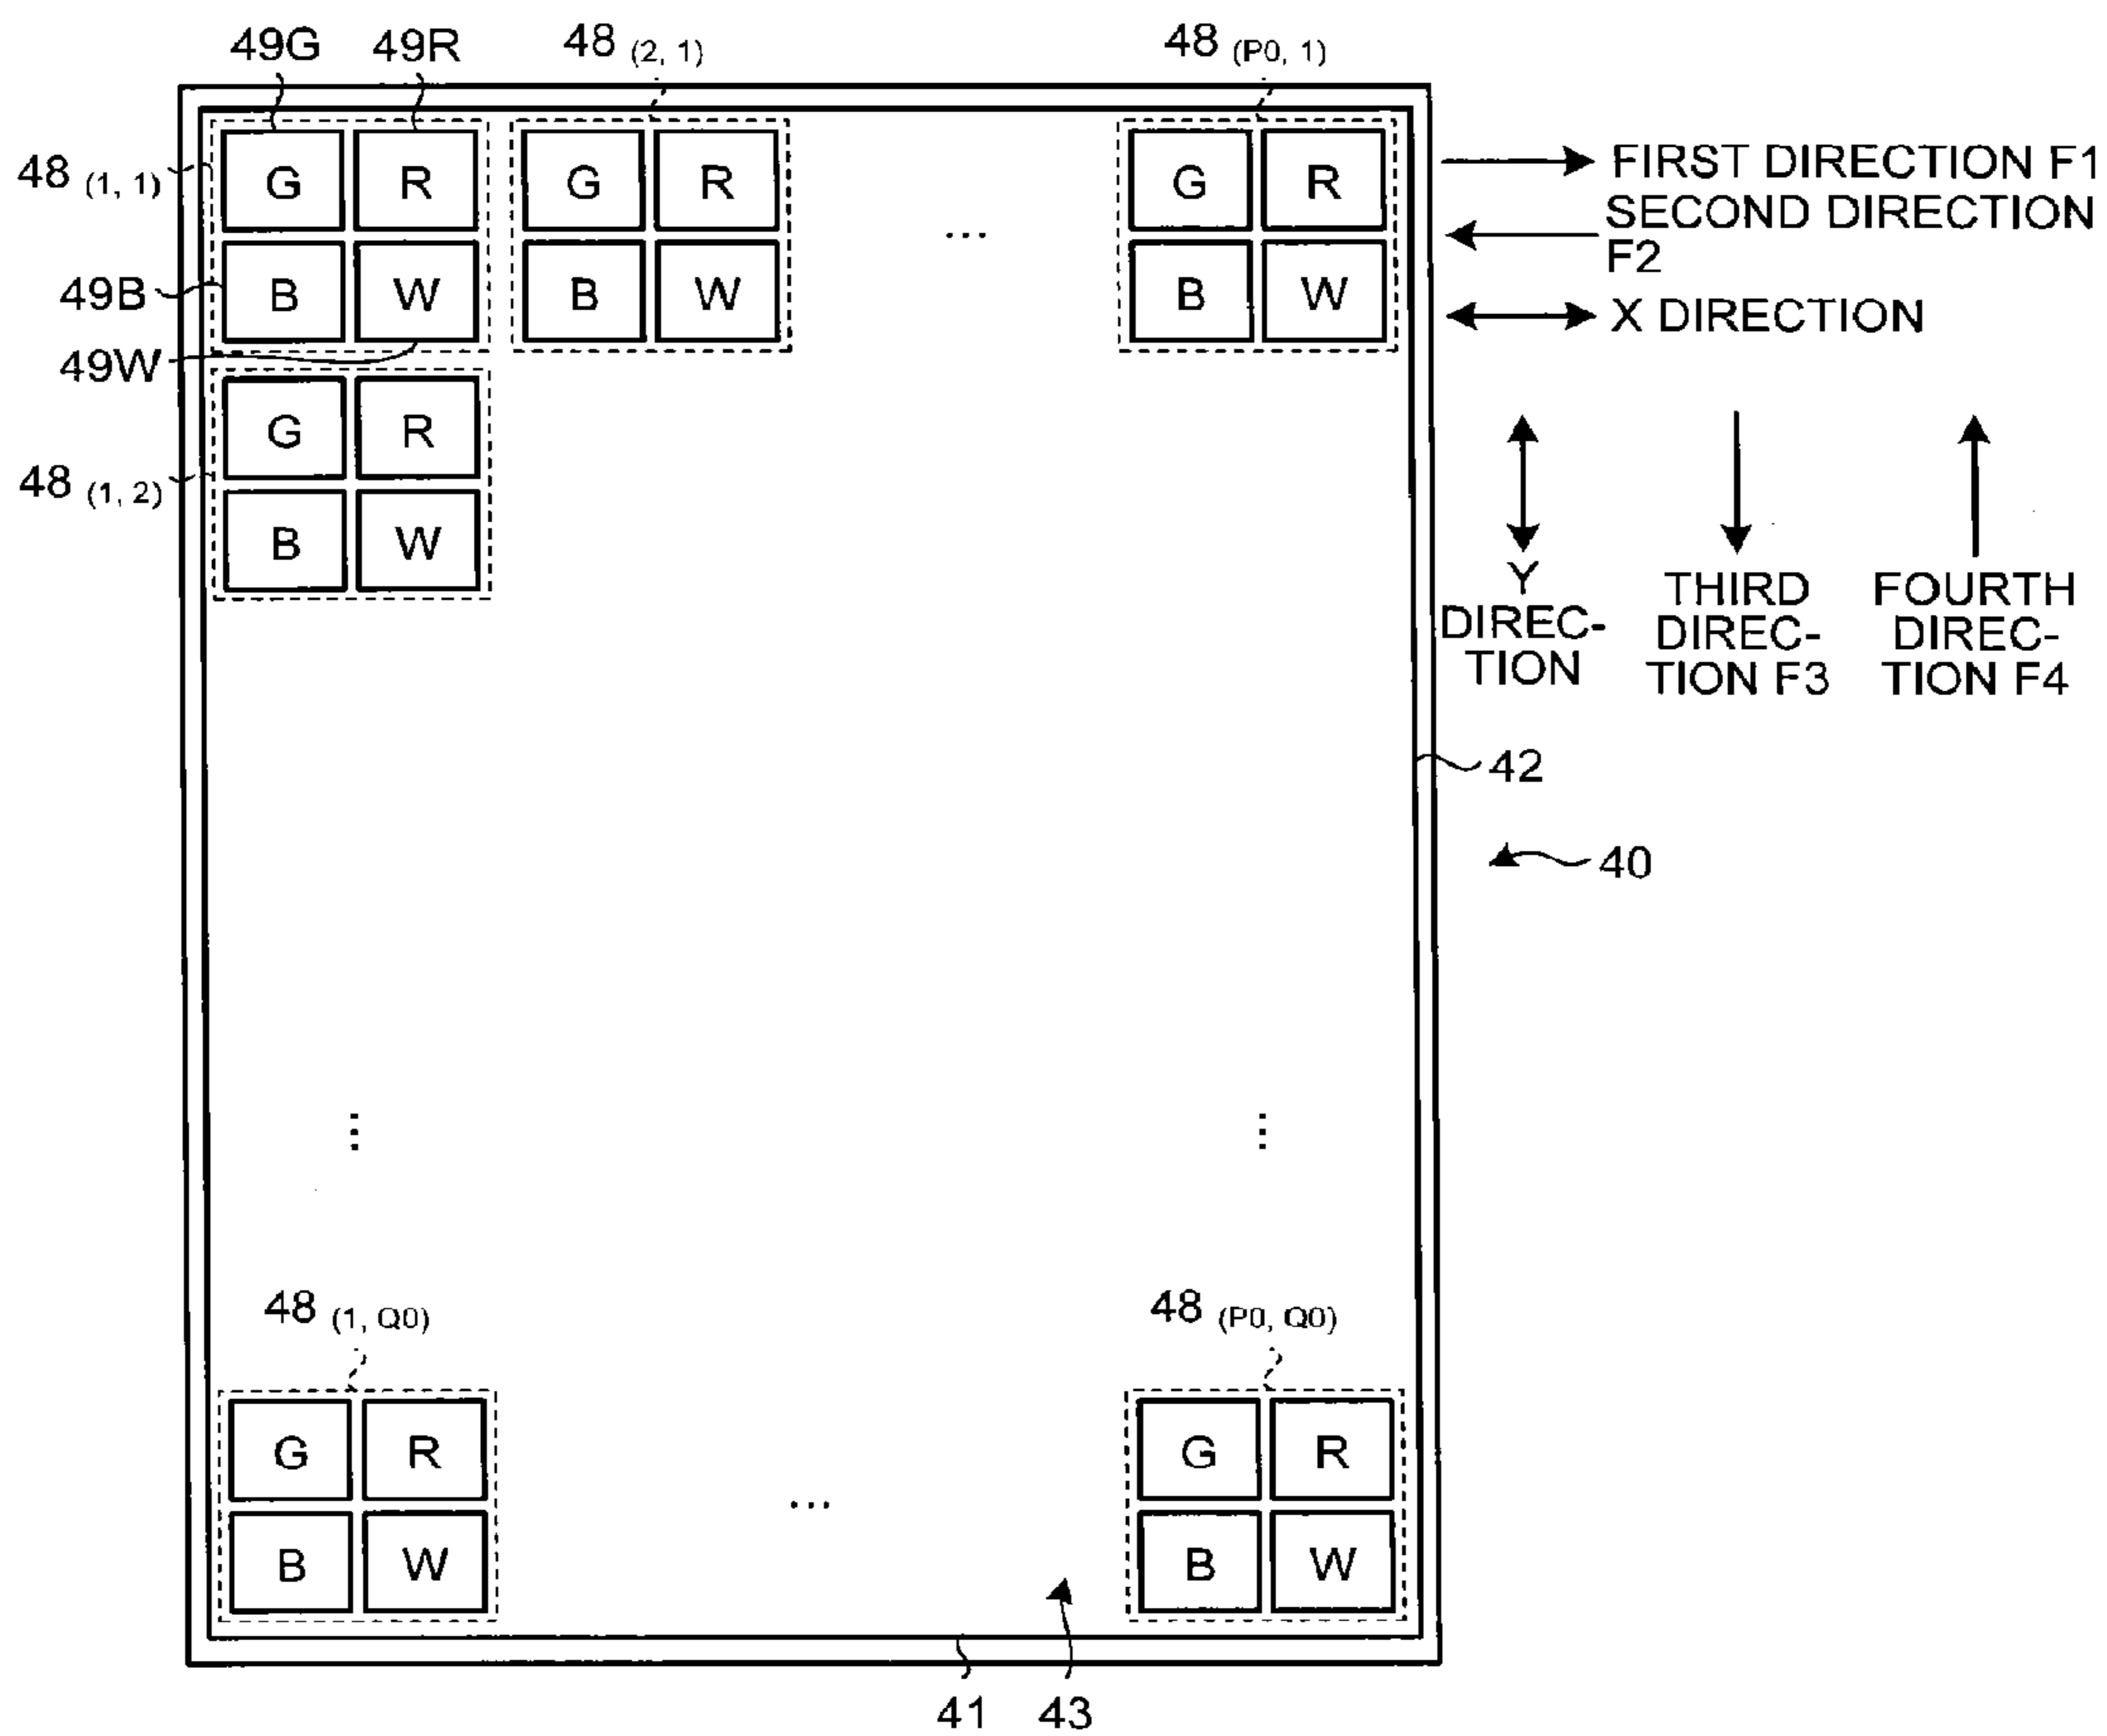 49G 49R 48 (2, 1) 48 (P0, 1)
48 (1, 1) G R G R G R
FIRST DIRECTION F1
SECOND DIRECTION
F2
...
49B B W B W B W
X DIRECTION
49W
48 (1, 2) G R
B W
Y
DIREC-
TION
THIRD
DIREC-
TION F3
FOURTH
DIREC-
TION F4
42
40
48 (1, Q0) 48 (P0, Q0)
G R G R
...
B W B W
41 43